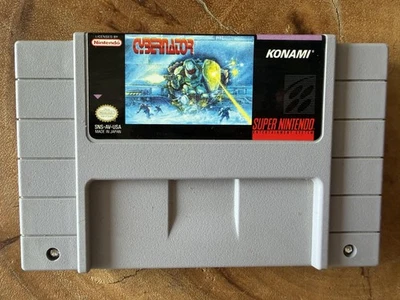 LICENSED BY
Nintendo
CYBERNATOR
KONAMI
SNS-AV-USA
MADE IN JAPAN
SUPER NINTENDO